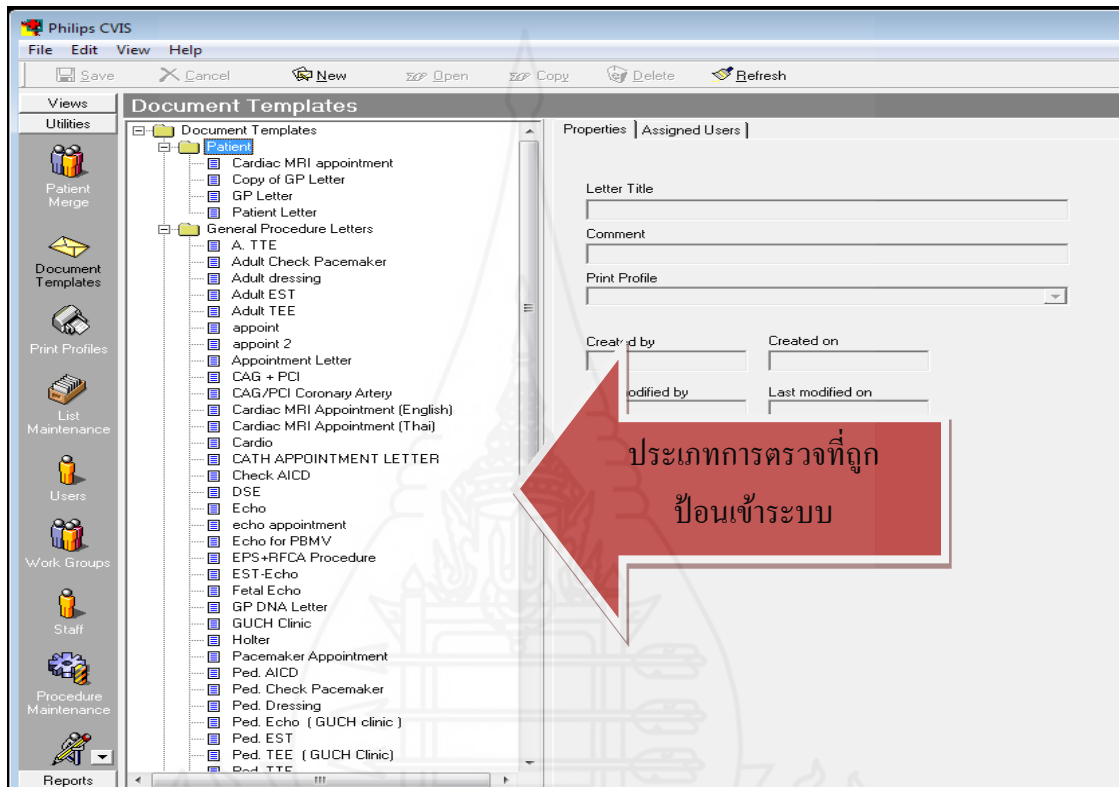 Philips CVIS
File Edit View Help
Save Cancel New Open Copy Delete Refresh
Views
Utilities
Patient
Merge
Document
Templates
Print Profiles
List
Maintenance
Users
Work Groups
Staff
Procedure
Maintenance
Reports
Document Templates
Document Templates
Patient
Cardiac MRI appointment
Copy of GP Letter
GP Letter
Patient Letter
General Procedure Letters
A. TTE
Adult Check Pacemaker
Adult dressing
Adult EST
Adult TEE
appoint
appoint 2
Appointment Letter
CAG + PCI
CAG/PCI Coronary Artery
Cardiac MRI Appointment (English)
Cardiac MRI Appointment (Thai)
Cardio
CATH APPOINTMENT LETTER
Check AICD
DSE
Echo
echo appointment
Echo for PBMV
EPS+RFCA Procedure
EST-Echo
Fetal Echo
GP DNA Letter
GUCH Clinic
Holter
Pacemaker Appointment
Ped. AICD
Ped. Check Pacemaker
Ped. Dressing
Ped. Echo ( GUCH clinic )
Ped. EST
Ped. TEE ( GUCH Clinic)
Ped. TTE
Properties Assigned Users
Letter Title
Comment
Print Profile
Created by Created on
modified by Last modified on
ประเภทการตรวจที่ถูก
ป้อนเข้าระบบ